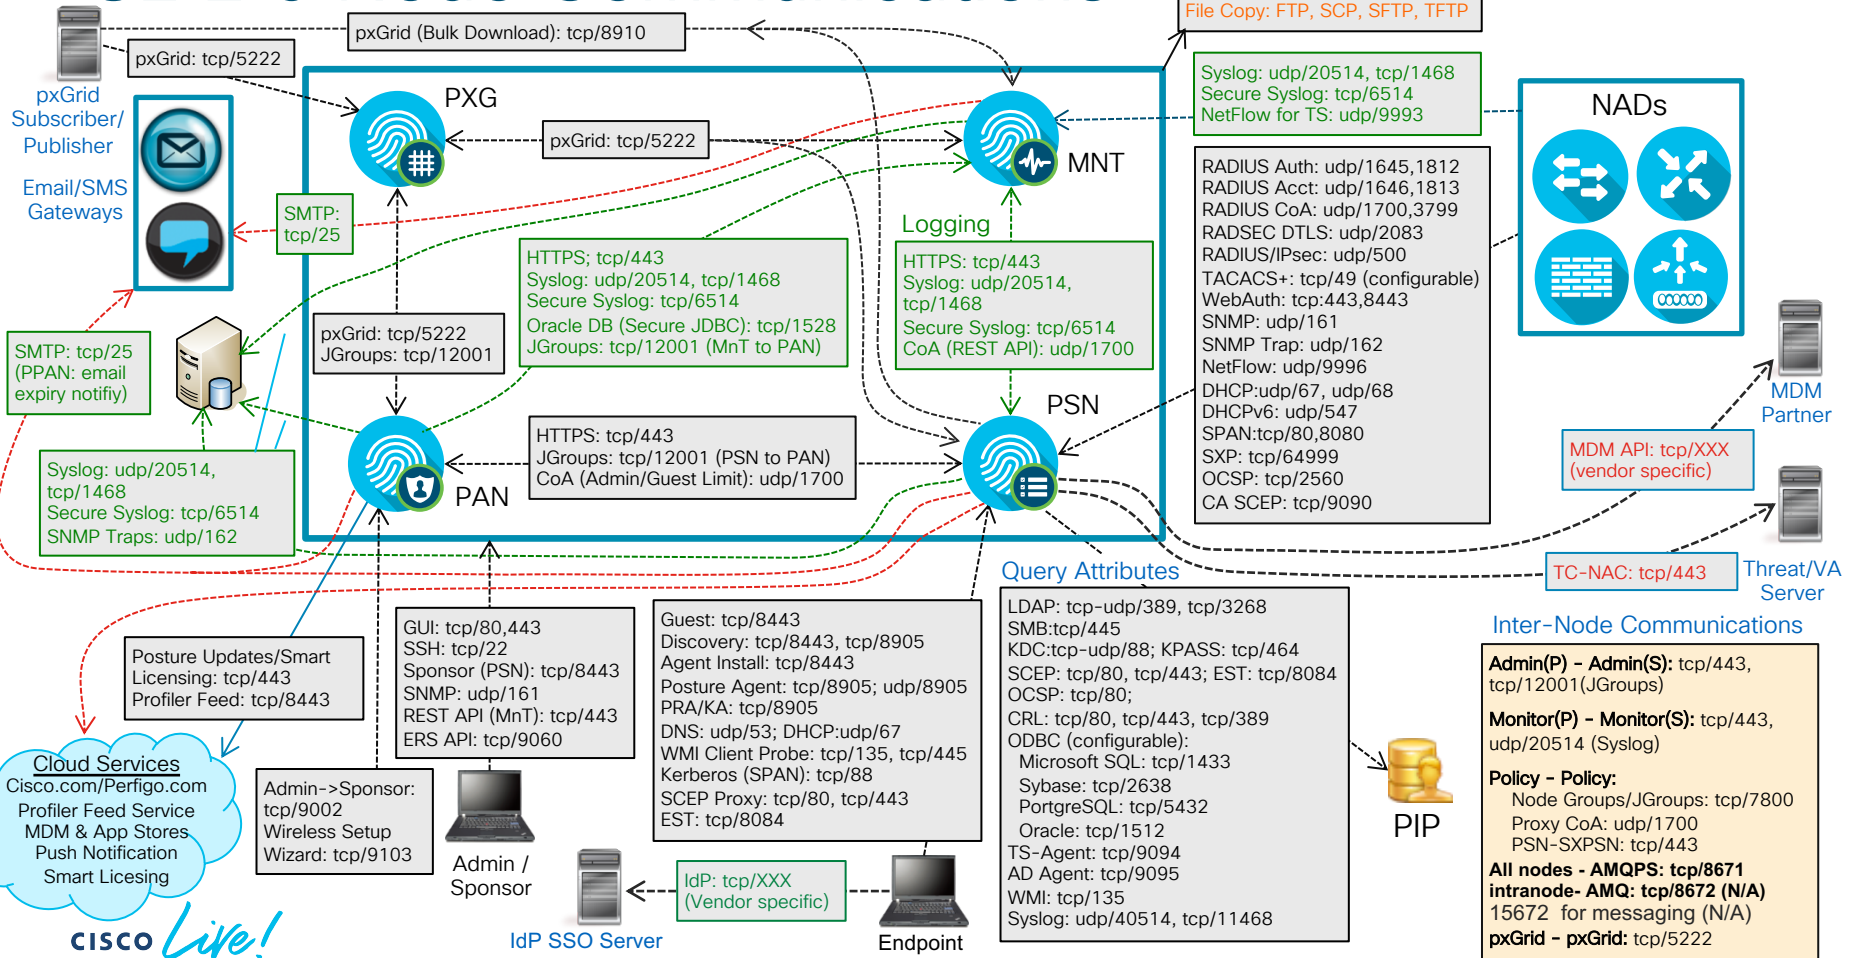 File Copy: FTP, SCP, SFTP, TFTP
pxGrid (Bulk Download): tcp/8910
pxGrid: tcp/5222
pxGrid
Subscriber/
Publisher
Email/SMS
Gateways
PXG
pxGrid: tcp/5222
MNT
Syslog: udp/20514, tcp/1468
Secure Syslog: tcp/6514
NetFlow for TS: udp/9993
NADs
RADIUS Auth: udp/1645,1812
RADIUS Acct: udp/1646,1813
RADIUS CoA: udp/1700,3799
RADSEC DTLS: udp/2083
RADIUS/IPsec: udp/500
TACACS+: tcp/49 (configurable)
WebAuth: tcp:443,8443
SNMP: udp/161
SNMP Trap: udp/162
NetFlow: udp/9996
DHCP:udp/67, udp/68
DHCPv6: udp/547
SPAN:tcp/80,8080
SXP: tcp/64999
OCSP: tcp/2560
CA SCEP: tcp/9090
SMTP:
tcp/25
Logging
HTTPS; tcp/443
Syslog: udp/20514, tcp/1468
Secure Syslog: tcp/6514
Oracle DB (Secure JDBC): tcp/1528
JGroups: tcp/12001 (MnT to PAN)
HTTPS: tcp/443
Syslog: udp/20514,
tcp/1468
Secure Syslog: tcp/6514
CoA (REST API): udp/1700
pxGrid: tcp/5222
JGroups: tcp/12001
SMTP: tcp/25
(PPAN: email
expiry notifiy)
MDM
Partner
PSN
HTTPS: tcp/443
JGroups: tcp/12001 (PSN to PAN)
CoA (Admin/Guest Limit): udp/1700
PAN
MDM API: tcp/XXX
(vendor specific)
Syslog: udp/20514,
tcp/1468
Secure Syslog: tcp/6514
SNMP Traps: udp/162
TC-NAC: tcp/443
Threat/VA
Server
Query Attributes
LDAP: tcp-udp/389, tcp/3268
SMB:tcp/445
KDC:tcp-udp/88; KPASS: tcp/464
SCEP: tcp/80, tcp/443; EST: tcp/8084
OCSP: tcp/80;
CRL: tcp/80, tcp/443, tcp/389
ODBC (configurable):
Microsoft SQL: tcp/1433
Sybase: tcp/2638
PortgreSQL: tcp/5432
Oracle: tcp/1512
TS-Agent: tcp/9094
AD Agent: tcp/9095
WMI: tcp/135
Syslog: udp/40514, tcp/11468
PIP
Posture Updates/Smart
Licensing: tcp/443
Profiler Feed: tcp/8443
GUI: tcp/80,443
SSH: tcp/22
Sponsor (PSN): tcp/8443
SNMP: udp/161
REST API (MnT): tcp/443
ERS API: tcp/9060
Guest: tcp/8443
Discovery: tcp/8443, tcp/8905
Agent Install: tcp/8443
Posture Agent: tcp/8905; udp/8905
PRA/KA: tcp/8905
DNS: udp/53; DHCP:udp/67
WMI Client Probe: tcp/135, tcp/445
Kerberos (SPAN): tcp/88
SCEP Proxy: tcp/80, tcp/443
EST: tcp/8084
Cloud Services
Cisco.com/Perfigo.com
Profiler Feed Service
MDM & App Stores
Push Notification
Smart Licesing
Admin->Sponsor:
tcp/9002
Wireless Setup
Wizard: tcp/9103
Admin /
Sponsor
IdP SSO Server
IdP: tcp/XXX
(Vendor specific)
Endpoint
Inter-Node Communications
Admin(P) - Admin(S): tcp/443,
tcp/12001(JGroups)
Monitor(P) - Monitor(S): tcp/443,
udp/20514 (Syslog)
Policy - Policy:
Node Groups/JGroups: tcp/7800
Proxy CoA: udp/1700
PSN-SXPSN: tcp/443
All nodes - AMQPS: tcp/8671
intranode- AMQ: tcp/8672 (N/A)
15672 for messaging (N/A)
pxGrid - pxGrid: tcp/5222
CISCO Live!